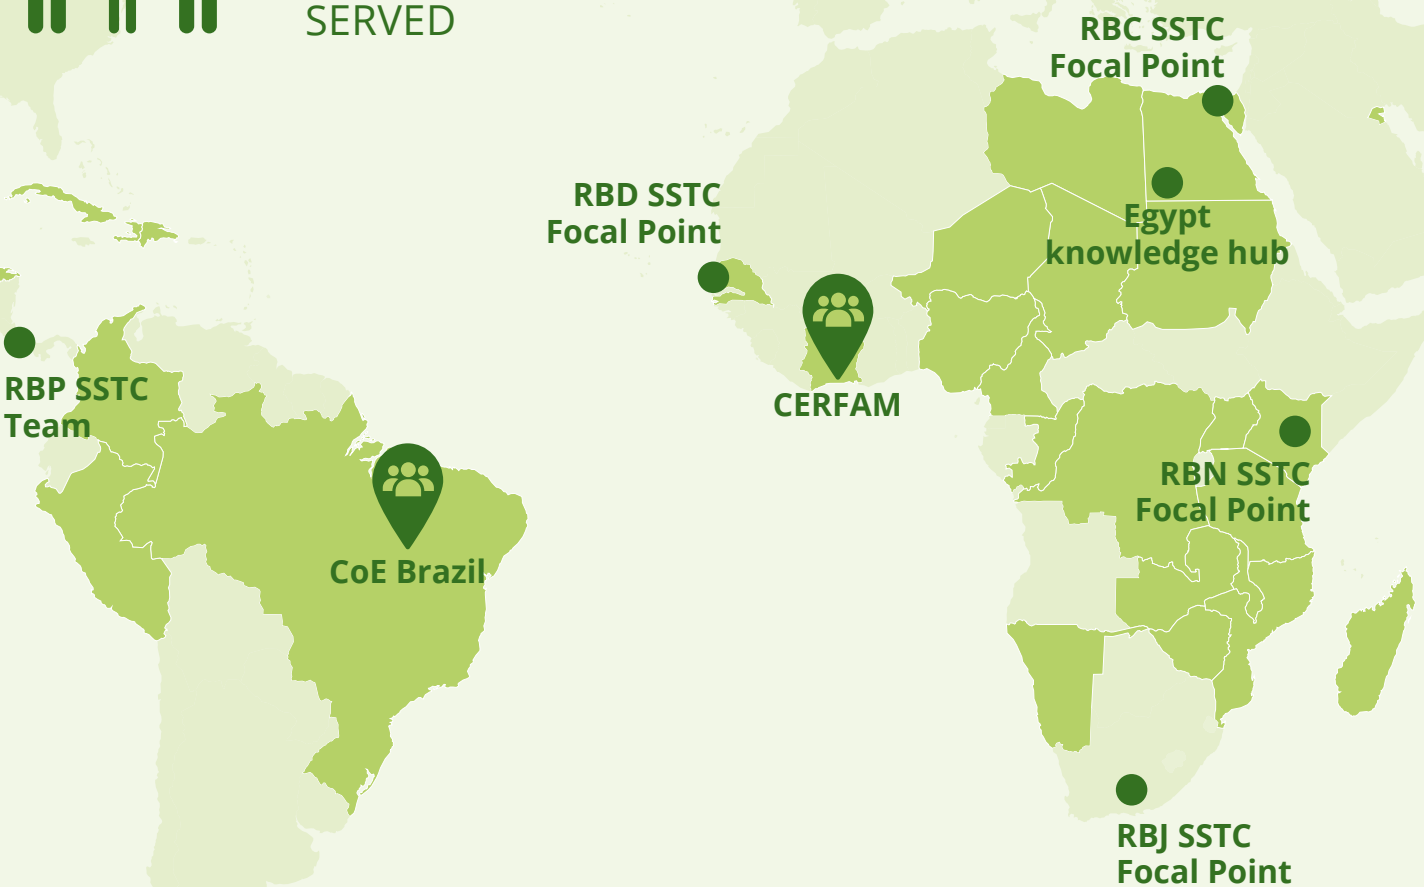 SERVED
RBC SSTC
Focal Point
RBD SSTC
Focal Point
Egypt
knowledge hub
RBP SSTC
Team
CERFAM
RBN SSTC
Focal Point
CoE Brazil
RBJ SSTC
Focal Point